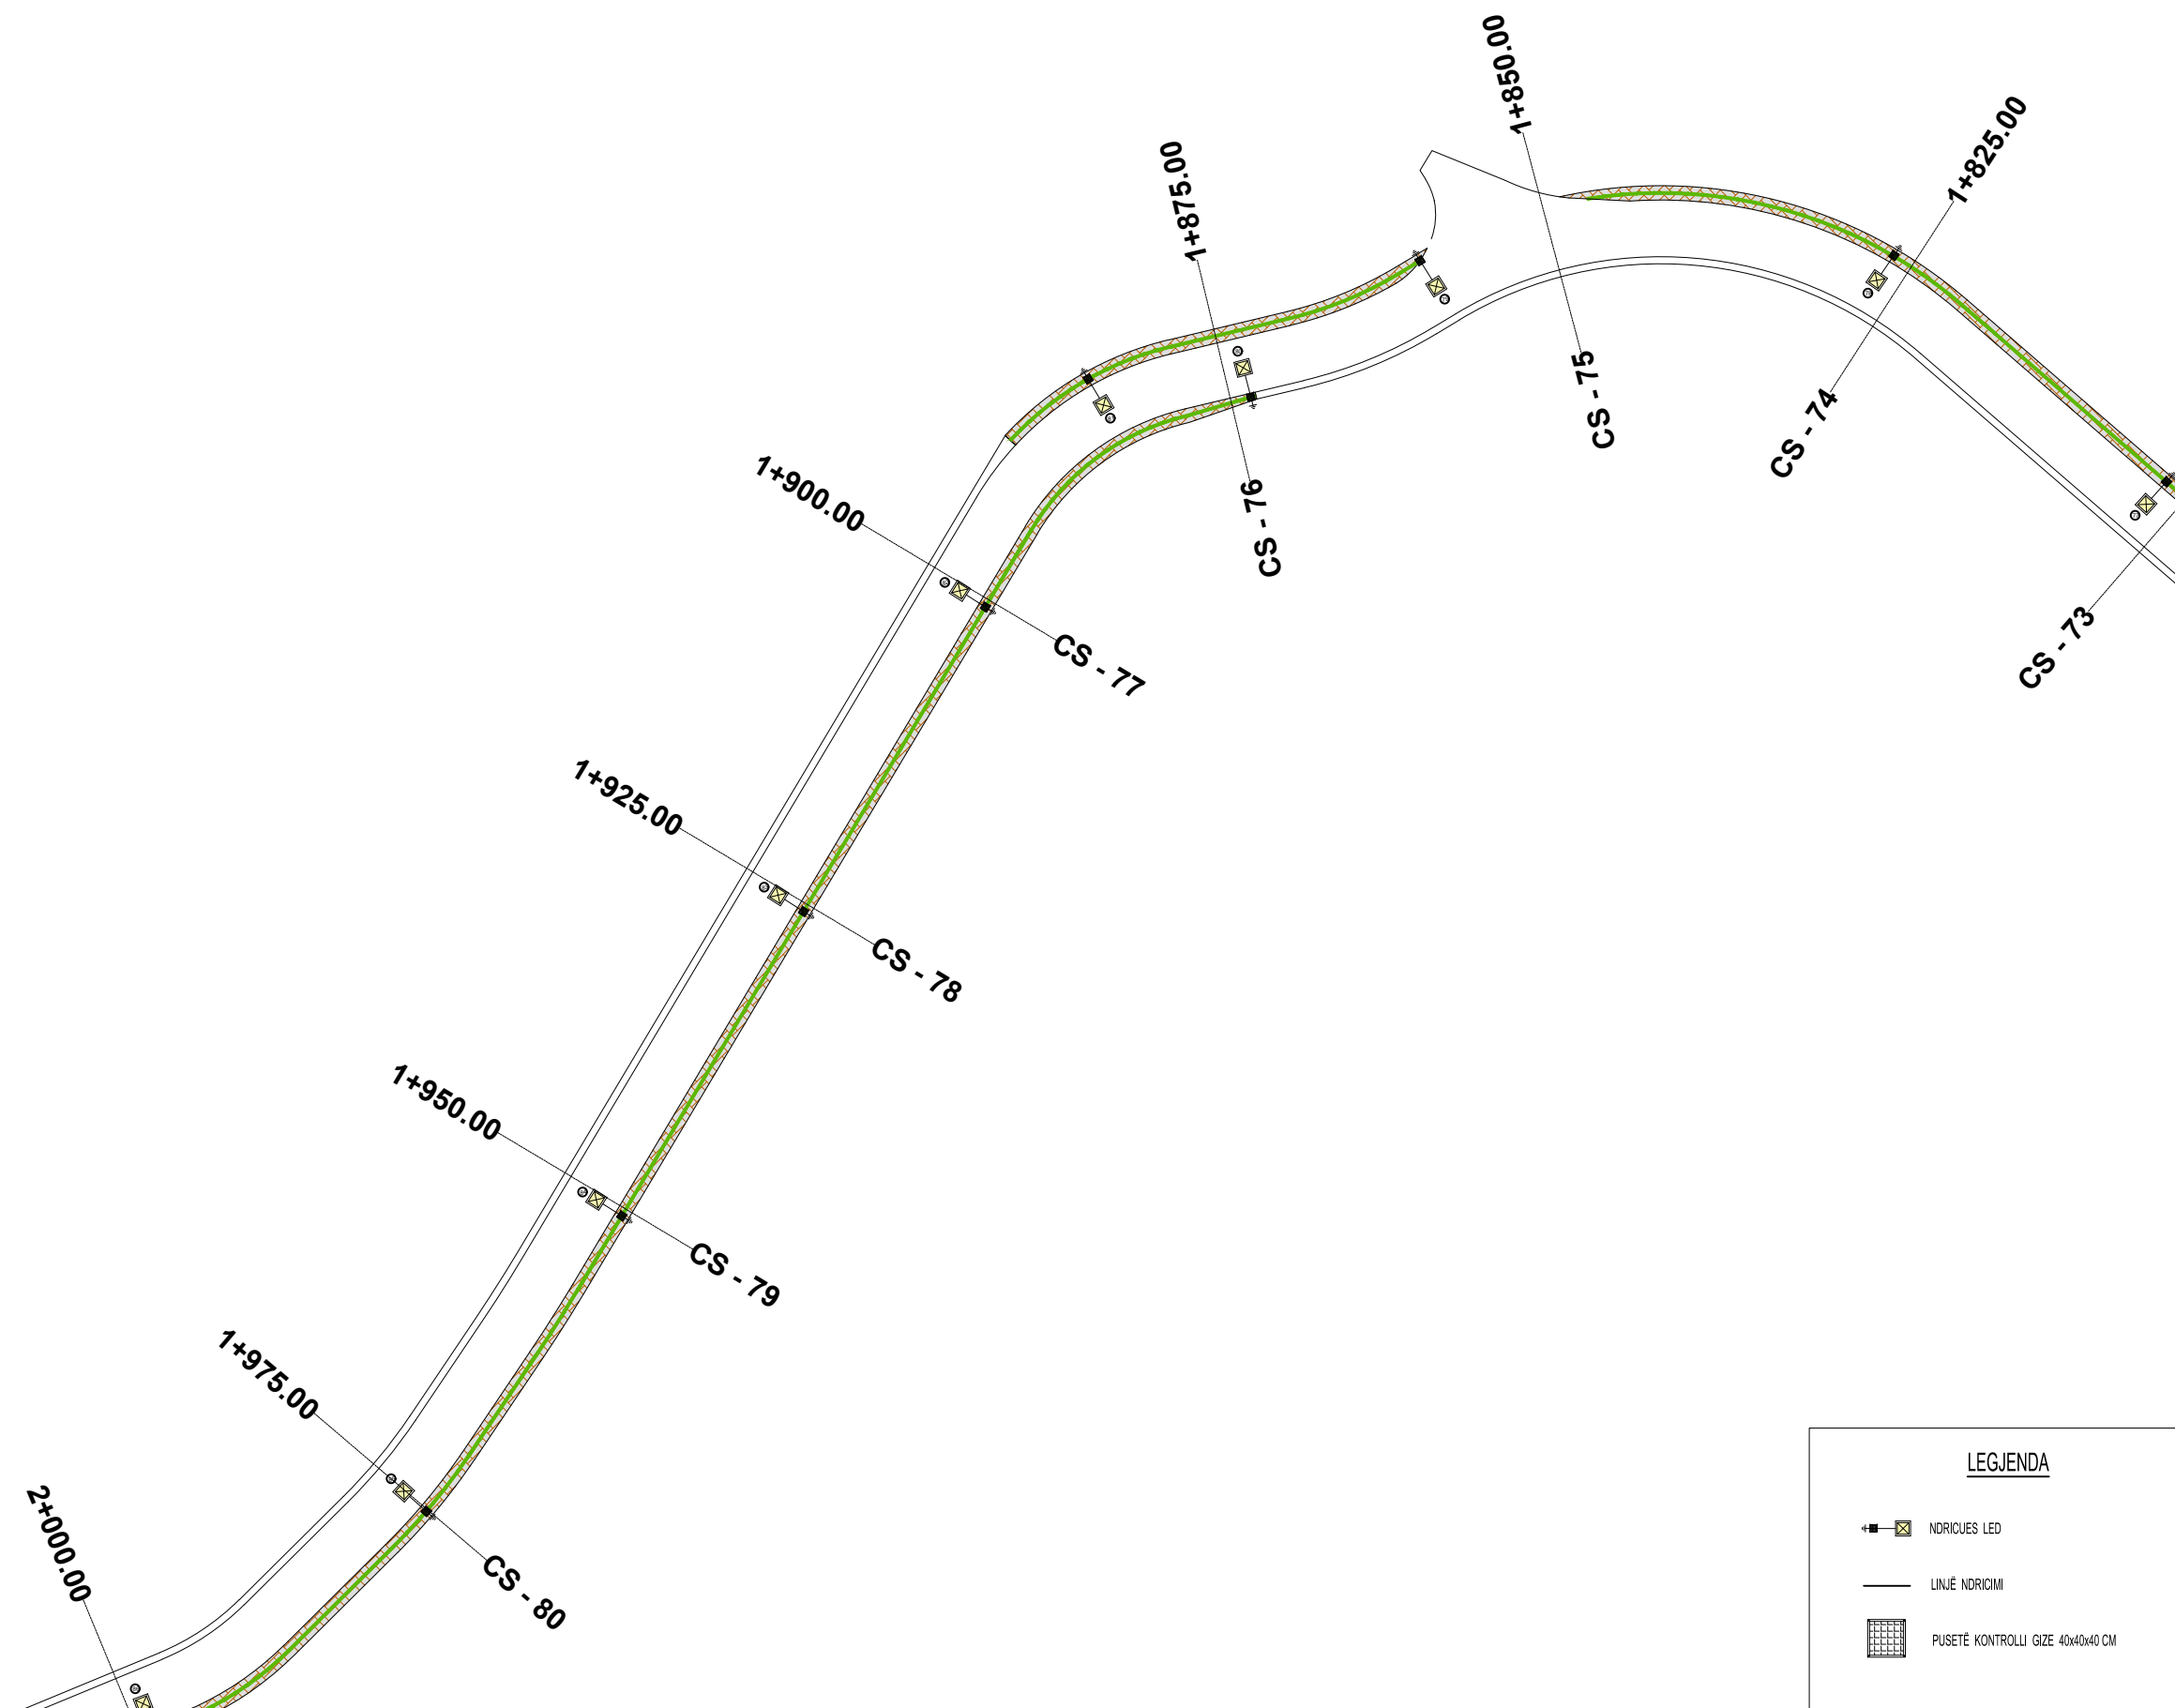 1+850.00
1+825.00
1+875.00
CS - 75
CS - 74
1+900.00
CS - 76
CS - 73
CS - 77
1+925.00
CS - 78
1+950.00
CS - 79
1+975.00
2+000.00
CS - 80
LEGJENDA
NDRICUES LED
LINJË NDRICIMI
PUSETË KONTROLLI GIZE 40x40x40 CM